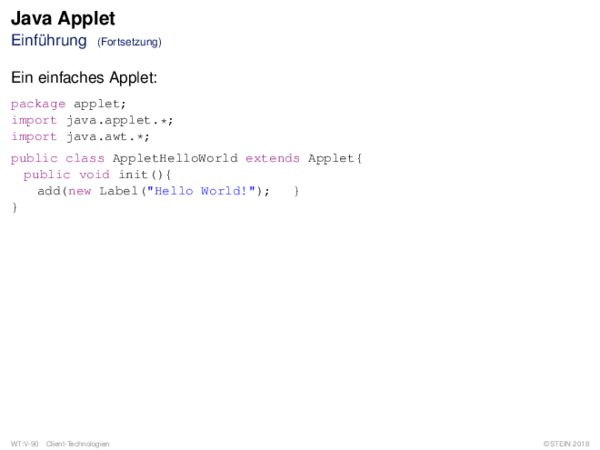 Java Applet
Einführung (Fortsetzung)
Ein einfaches Applet:
package applet;
import java.applet.*;
import java.awt.*;
public class AppletHelloWorld extends Applet{
public void init(){
add(new Label("Hello World!"); }
}
WT:V-90 Client-Technologien ©STEIN 2018